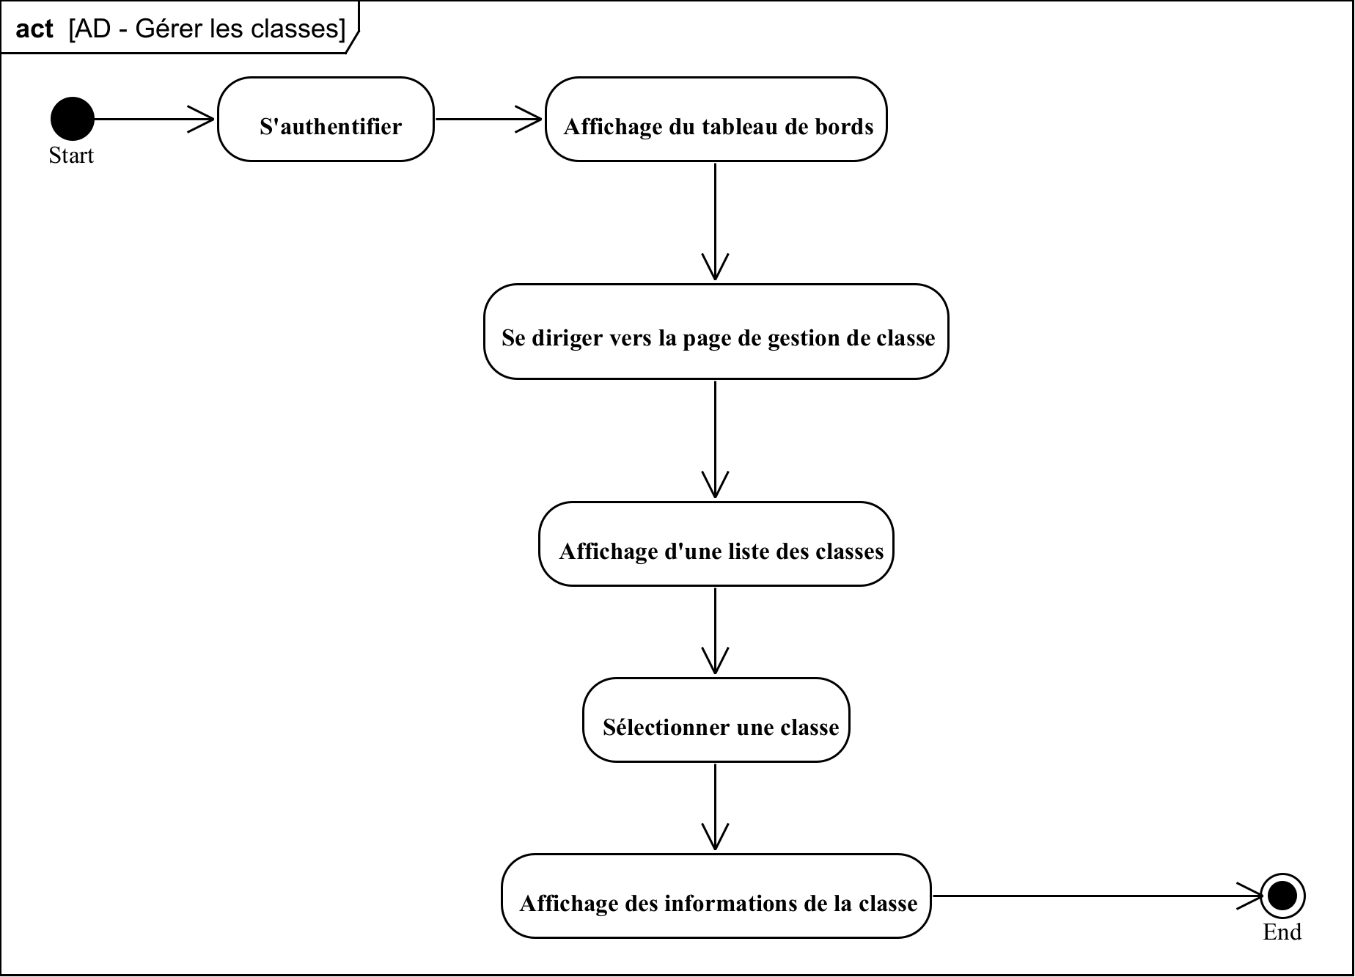 act [AD - Gérer les classes]
Start
S'authentifier
Affichage du tableau de bords
Se diriger vers la page de gestion de classe
Affichage d'une liste des classes
Sélectionner une classe
Affichage des informations de la classe
End